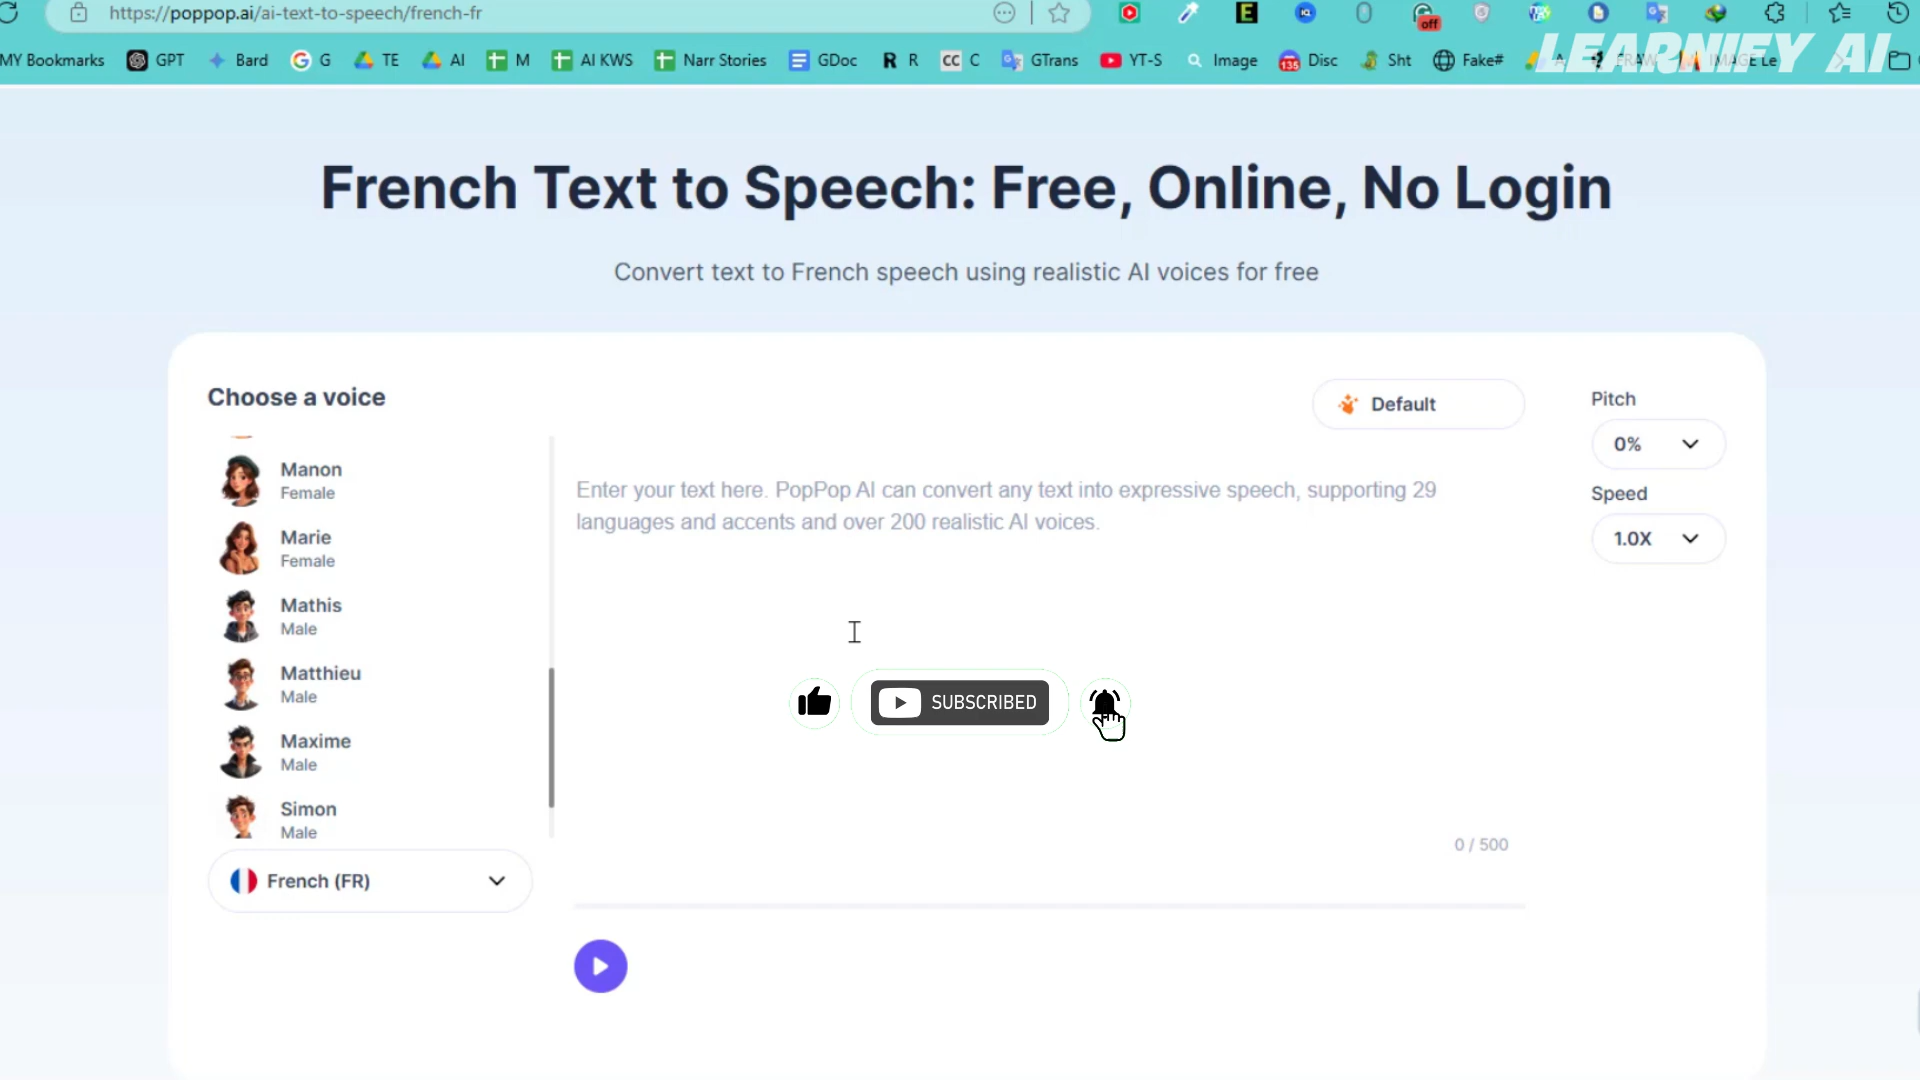 https://poppop.ai/ai-text-to-speech/french-fr
off
MY Bookmarks GPT Bard G TE AI M AI KWS Narr Stories GDoc R R CC C GTrans YT-S Image 135 Disc Sht Fake#
LEARNIFY AI
French Text to Speech: Free, Online, No Login
Convert text to French speech using realistic AI voices for free
Choose a voice
Default
Pitch
0%
Speed
1.0X
Manon
Female
Marie
Female
Mathis
Male
Matthieu
Male
Maxime
Male
Simon
Male
French (FR)
Enter your text here. PopPop AI can convert any text into expressive speech, supporting 29
languages and accents and over 200 realistic AI voices.
SUBSCRIBED
0 / 500